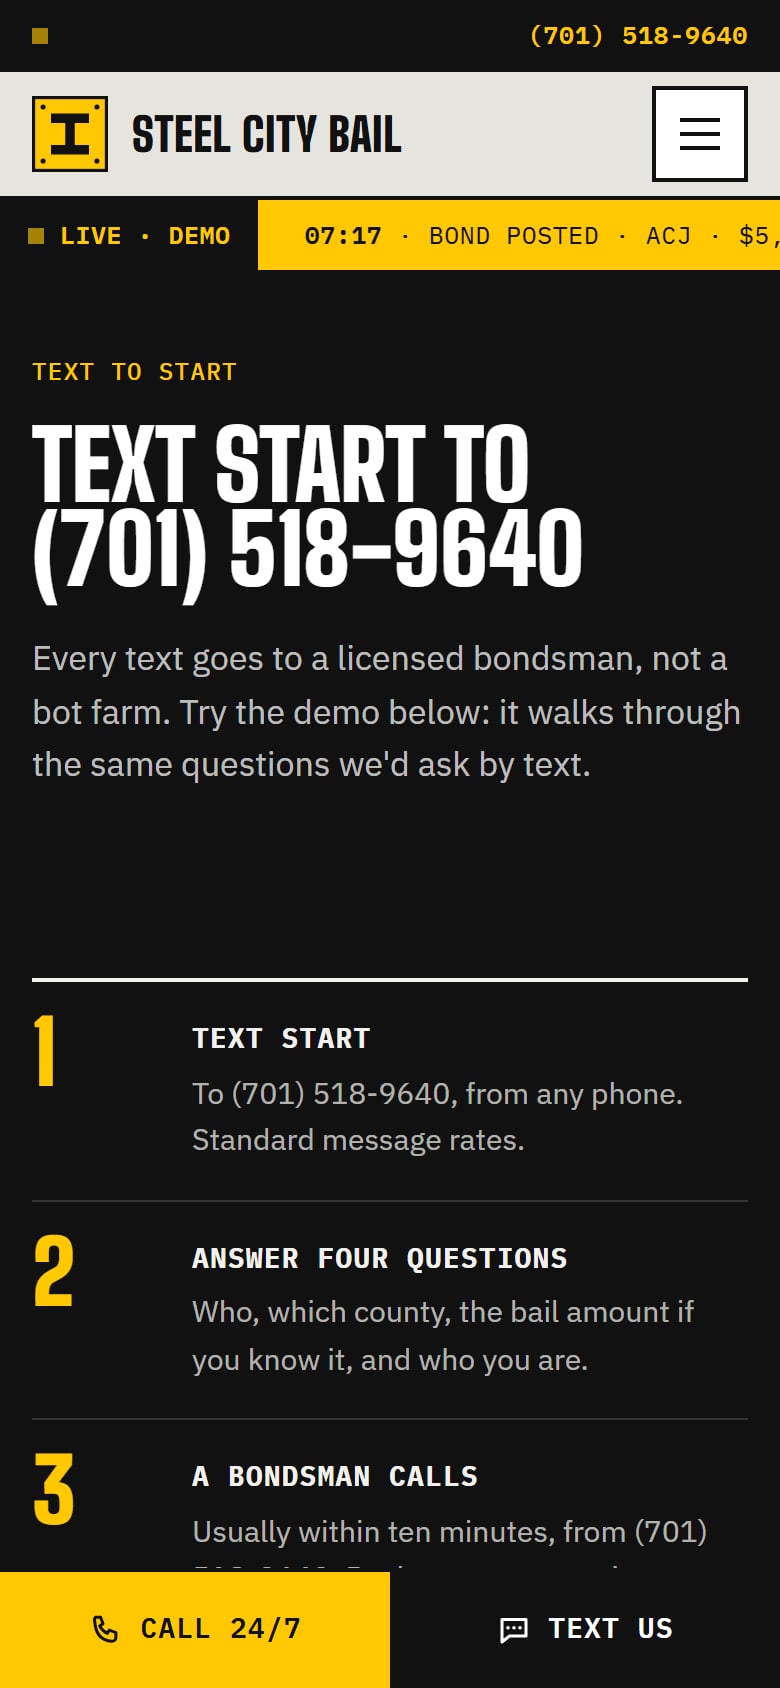 (701) 518-9640
STEEL CITY BAIL
LIVE · DEMO
07:17 · BOND POSTED · ACJ · $5,
TEXT TO START
TEXT START TO
(701) 518-9640
Every text goes to a licensed bondsman, not a
bot farm. Try the demo below: it walks through
the same questions we'd ask by text.
1
TEXT START
To (701) 518-9640, from any phone.
Standard message rates.
2
ANSWER FOUR QUESTIONS
Who, which county, the bail amount if
you know it, and who you are.
3
A BONDSMAN CALLS
Usually within ten minutes, from (701)
CALL 24/7
TEXT US